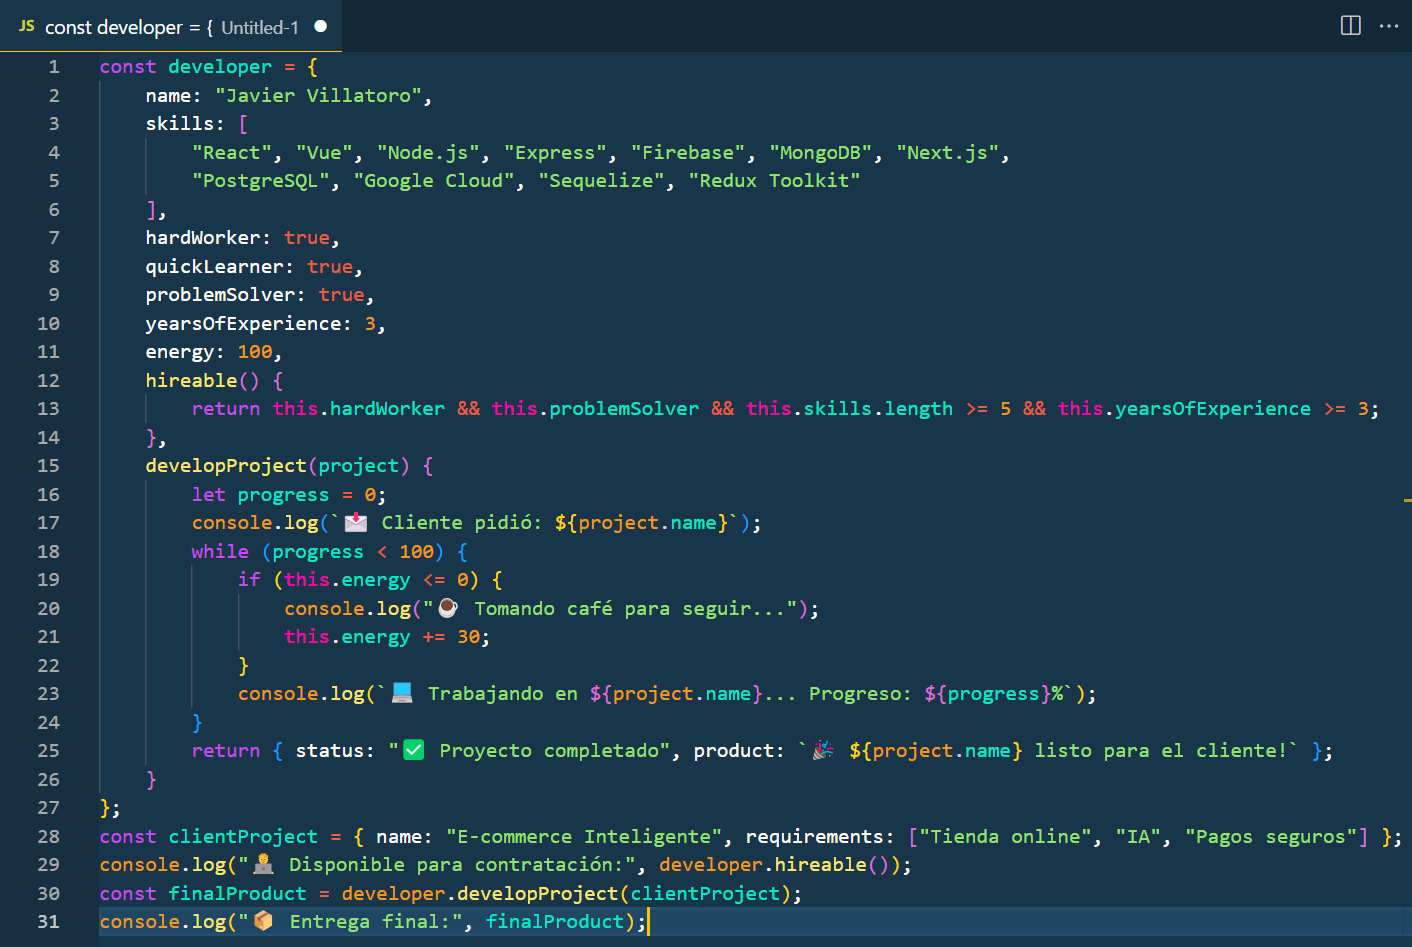 JS const developer = { Untitled-1
1 const developer = {
2 name: "Javier Villatoro",
3 skills: [
4 "React", "Vue", "Node.js", "Express", "Firebase", "MongoDB", "Next.js",
5 "PostgreSQL", "Google Cloud", "Sequelize", "Redux Toolkit"
6 ],
7 hardWorker: true,
8 quickLearner: true,
9 problemSolver: true,
10 yearsOfExperience: 3,
11 energy: 100,
12 hireable() {
13 return this.hardWorker && this.problemSolver && this.skills.length >= 5 && this.yearsOfExperience >= 3;
14 },
15 developProject(project) {
16 let progress = 0;
17 console.log(`📩 Cliente pidió: ${project.name}`);
18 while (progress < 100) {
19 if (this.energy <= 0) {
20 console.log("☕ Tomando café para seguir...");
21 this.energy += 30;
22 }
23 console.log(`💻 Trabajando en ${project.name}... Progreso: ${progress}%`);
24 }
25 return { status: "✅ Proyecto completado", product: `🎉 ${project.name} listo para el cliente!` };
26 }
27 };
28 const clientProject = { name: "E-commerce Inteligente", requirements: ["Tienda online", "IA", "Pagos seguros"] };
29 console.log("👨‍💻 Disponible para contratación:", developer.hireable());
30 const finalProduct = developer.developProject(clientProject);
31 console.log("📦 Entrega final:", finalProduct);